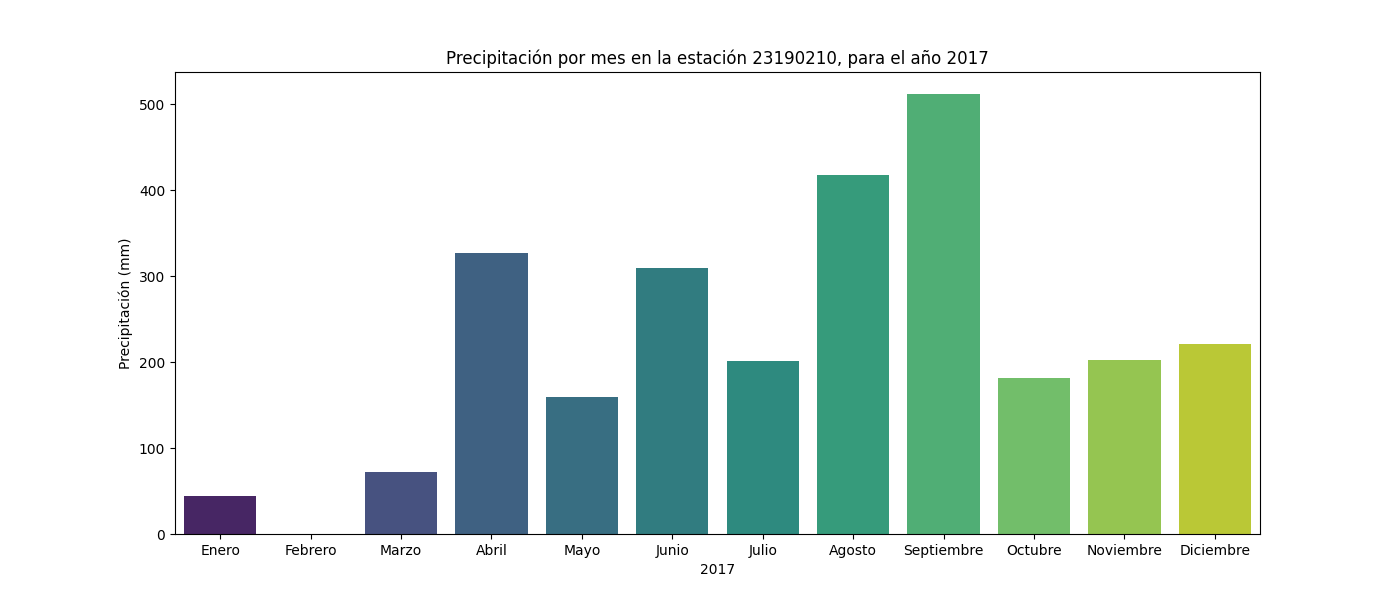 Precipitación por mes en la estación 23190210, para el año 2017
Precipitación (mm)
500
400
300
200
100
0
Enero Febrero Marzo Abril Mayo Junio Julio Agosto Septiembre Octubre Noviembre Diciembre
2017